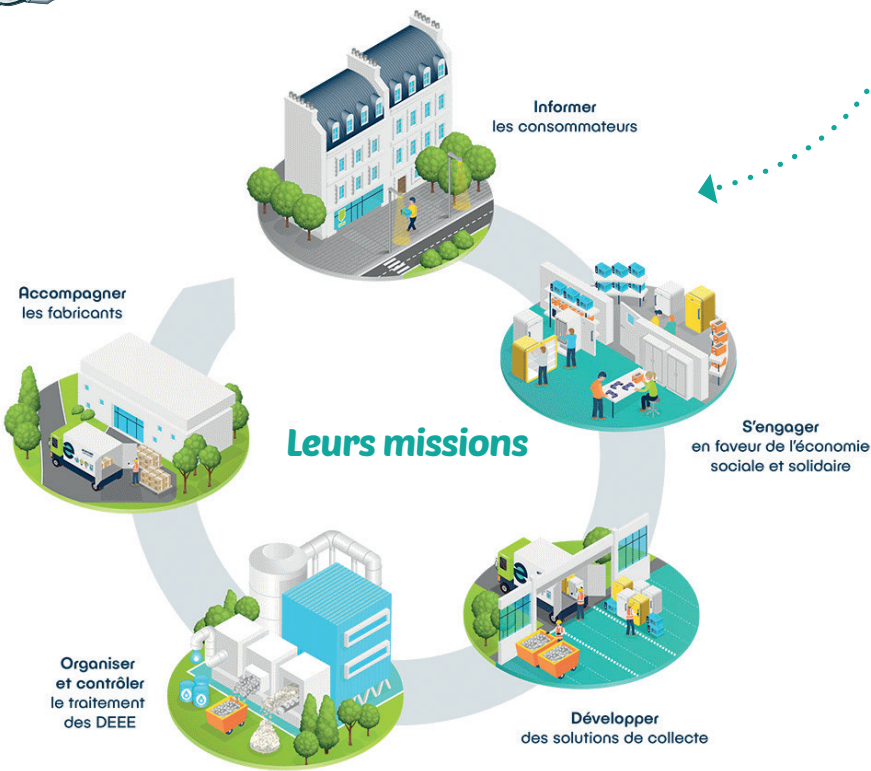 Informer
les consommateurs
Accompagner
les fabricants
Leurs missions
S'engager
en faveur de l'économie
sociale et solidaire
Organiser
et contrôler
le traitement
des DEEE
Développer
des solutions de collecte